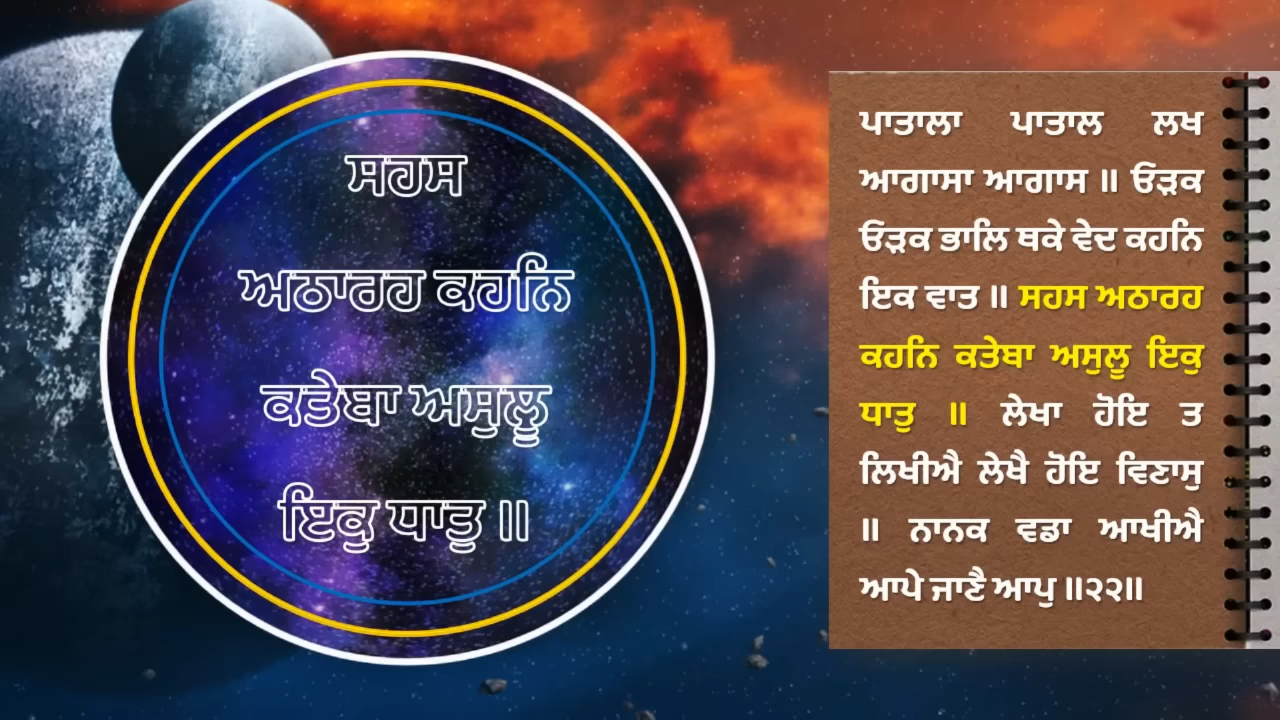 ਸਹਸ
ਅਠਾਰਹ ਕਹਨਿ
ਕਤੇਬਾ ਅਸੁਲੂ
ਇਕੁ ਧਾਤੁ ॥
ਪਾਤਾਲਾ ਪਾਤਾਲ ਲਖ
ਆਗਾਸਾ ਆਗਾਸ ॥ ਓੜਕ
ਓੜਕ ਭਾਲਿ ਥਕੇ ਵੇਦ ਕਹਨਿ
ਇਕ ਵਾਤ ॥ ਸਹਸ ਅਠਾਰਹ
ਕਹਨਿ ਕਤੇਬਾ ਅਸੁਲੂ ਇਕੁ
ਧਾਤੁ ॥ ਲੇਖਾ ਹੋਇ ਤ
ਲਿਖੀਐ ਲੇਖੈ ਹੋਇ ਵਿਣਾਸੁ
॥ ਨਾਨਕ ਵਡਾ ਆਖੀਐ
ਆਪੇ ਜਾਣੈ ਆਪੁ ॥੨੨॥